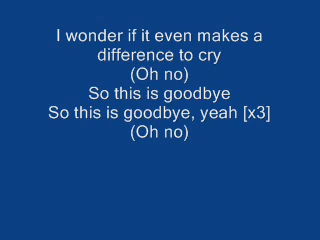 I wonder if it even makes a
difference to cry
(Oh no)
So this is goodbye
So this is goodbye, yeah [x3]
(Oh no)